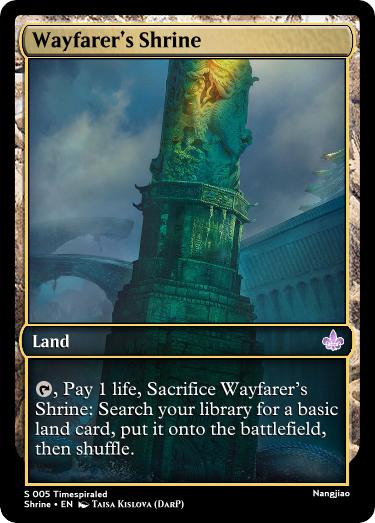 Wayfarer's Shrine
Land
, Pay 1 life, Sacrifice Wayfarer's
Shrine: Search your library for a basic
land card, put it onto the battlefield,
then shuffle.
S 005 Timespiraled
Nangjiao
Shrine • EN Taisa Kislova (DarP)